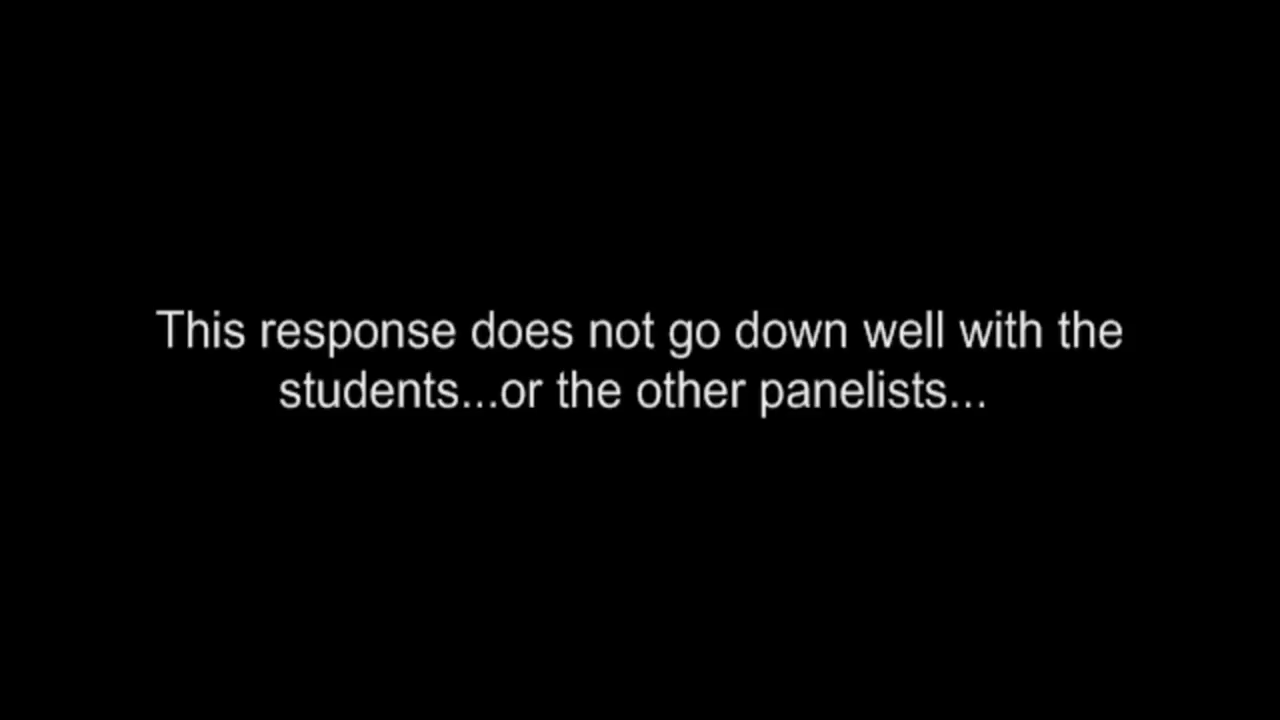 This response does not go down well with the
students...or the other panelists...